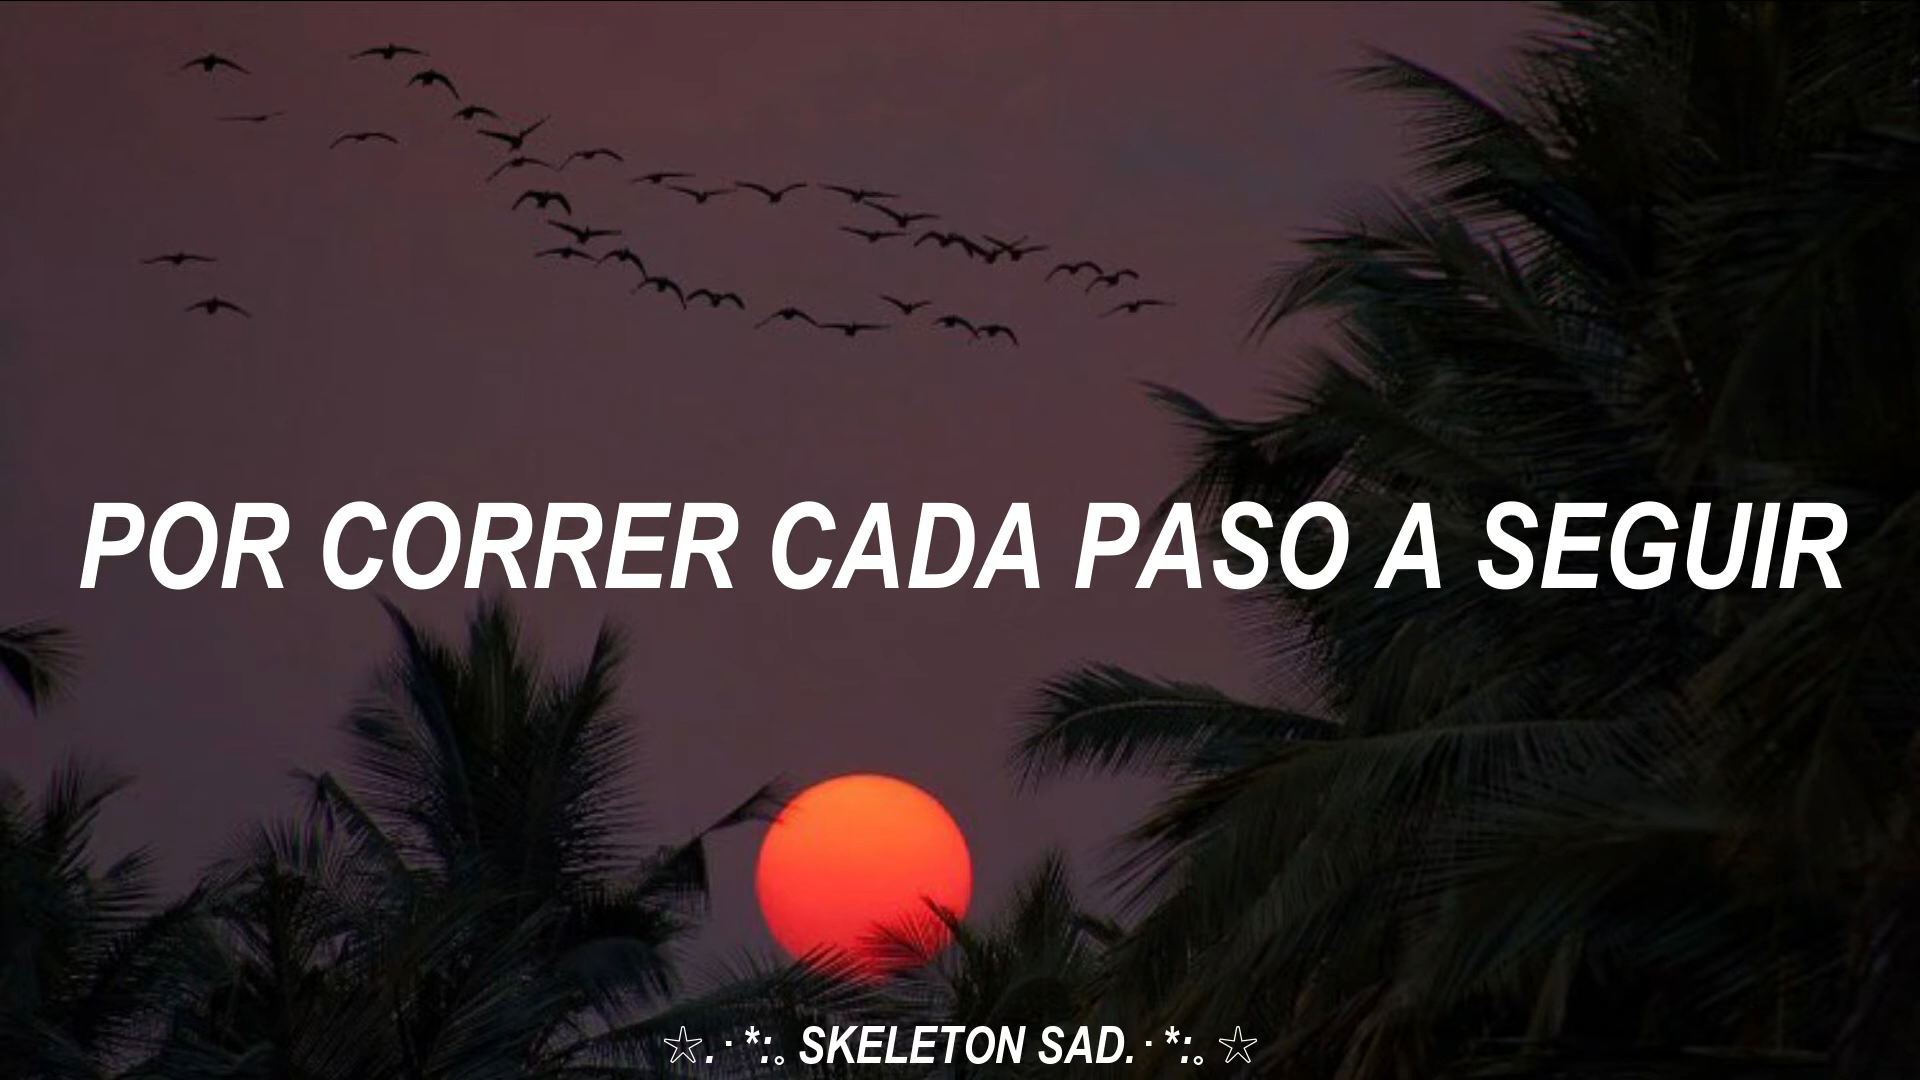 POR CORRER CADA PASO A SEGUIR
☆.·*:。SKELETON SAD.·*:。☆